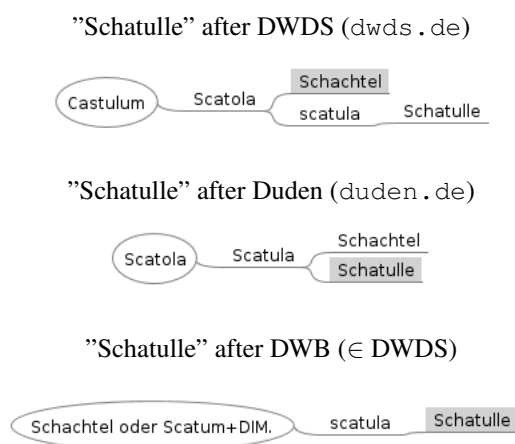 ”Schatulle” after DWDS (dwds.de)
Schachtel
Castulum Scatola
scatula Schatulle
”Schatulle” after Duden (duden.de)
Schachtel
Scatola Scatula
Schatulle
”Schatulle” after DWB (∈ DWDS)
Schachtel oder Scatum+DIM. scatula Schatulle